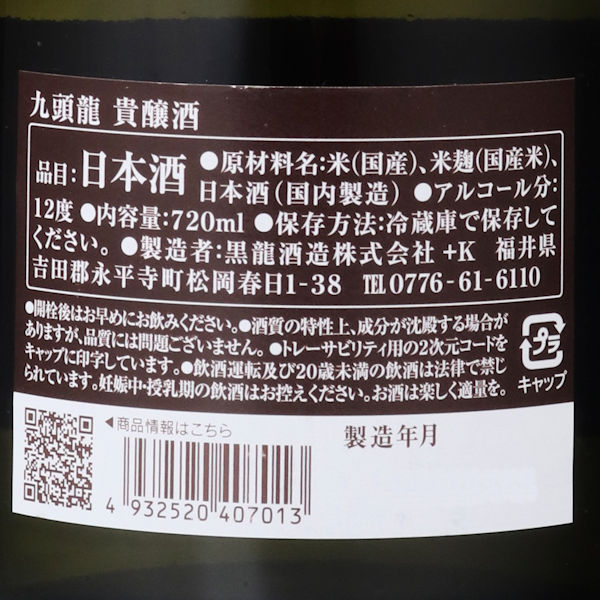 九頭龍 貴醸酒
品目:日本酒 ●原材料名:米(国産)、米麹(国産米)、
日本酒(国内製造) ●アルコール分:
12度 ●内容量:720ml ●保存方法:冷蔵庫で保存して
ください。 ●製造者:黒龍酒造株式会社 +K 福井県
吉田郡永平寺町松岡春日1-38 TEL 0776-61-6110
●開栓後はお早めにお飲みください。●酒質の特性上、成分が沈殿する場合が
ありますが、品質には問題ございません。●トレーサビリティ用の2次元コードを
キャップに印字しています。●飲酒運転及び20歳未満の飲酒は法律で禁じ
られています。妊娠中・授乳期の飲酒はお控えください。お酒は楽しく適量を。
プラ
キャップ
◀商品情報はこちら
製造年月
4 932520 407013